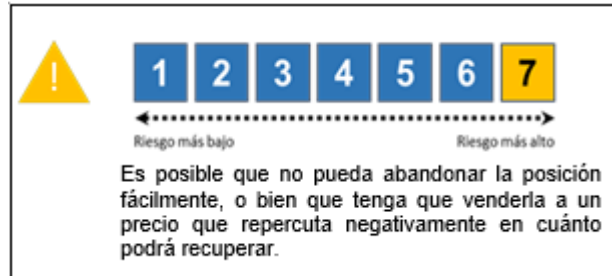 !
1 2 3 4 5 6 7
Riesgo más bajo Riesgo más alto
Es posible que no pueda abandonar la posición
fácilmente, o bien que tenga que venderla a un
precio que repercuta negativamente en cuánto
podrá recuperar.